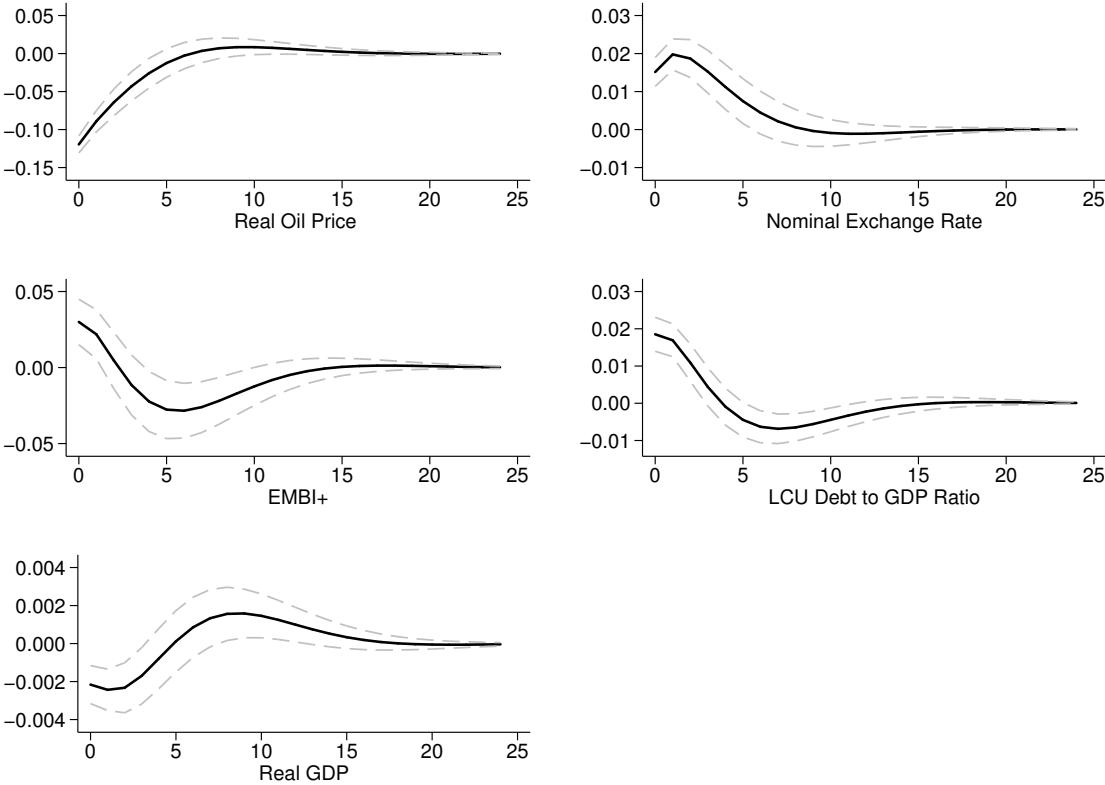 0.05
0.00
−0.05
−0.10
−0.15
0 5 10 15 20 25
Real Oil Price
0.03
0.02
0.01
0.00
−0.01
0 5 10 15 20 25
Nominal Exchange Rate
0.05
0.00
−0.05
0 5 10 15 20 25
EMBI+
0.03
0.02
0.01
0.00
−0.01
0 5 10 15 20 25
LCU Debt to GDP Ratio
0.004
0.002
0.000
−0.002
−0.004
0 5 10 15 20 25
Real GDP